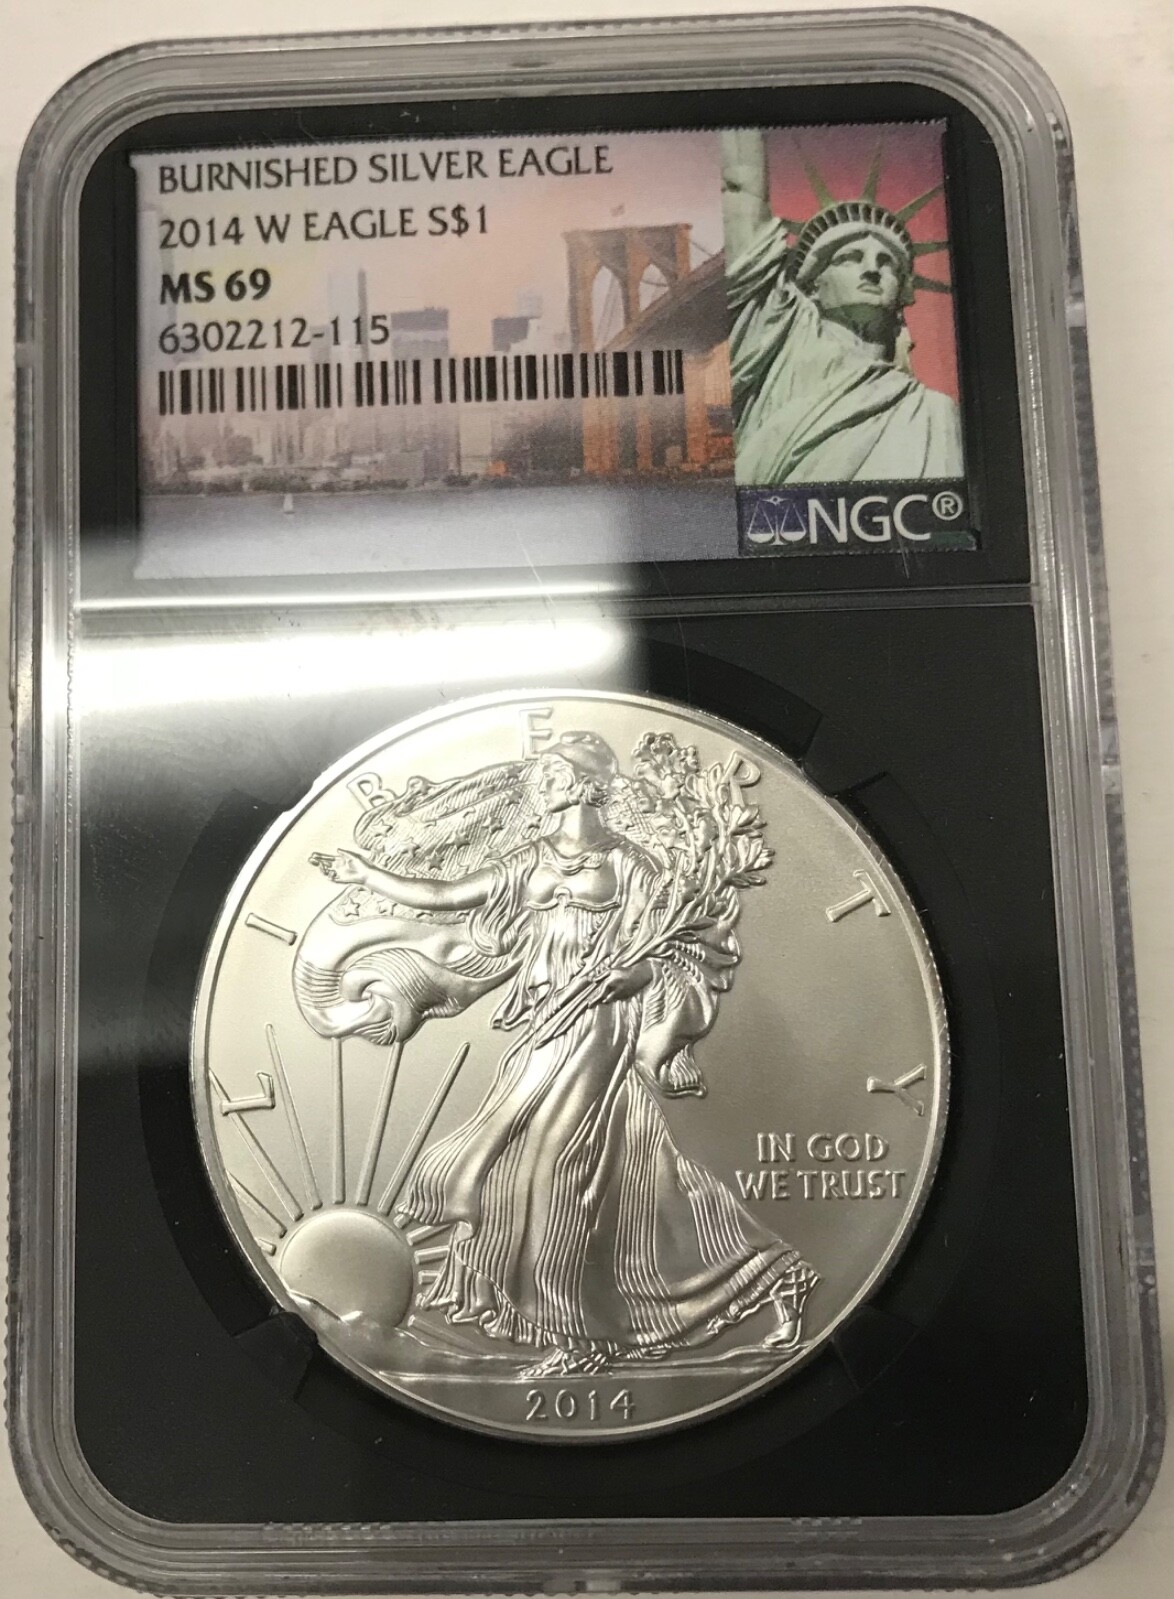 BURNISHED SILVER EAGLE
2014 W EAGLE S$1
MS 69
6302212-115
NGC®
LIBERTY
IN GOD
WE TRUST
2014